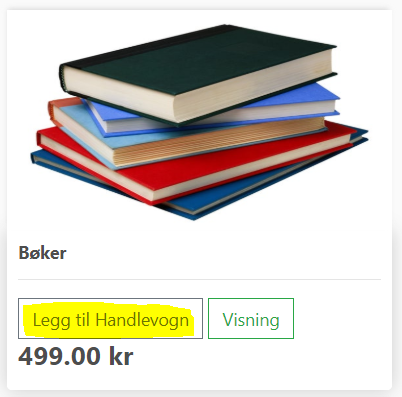 Bøker
Legg til Handlevogn Visning
499.00 kr